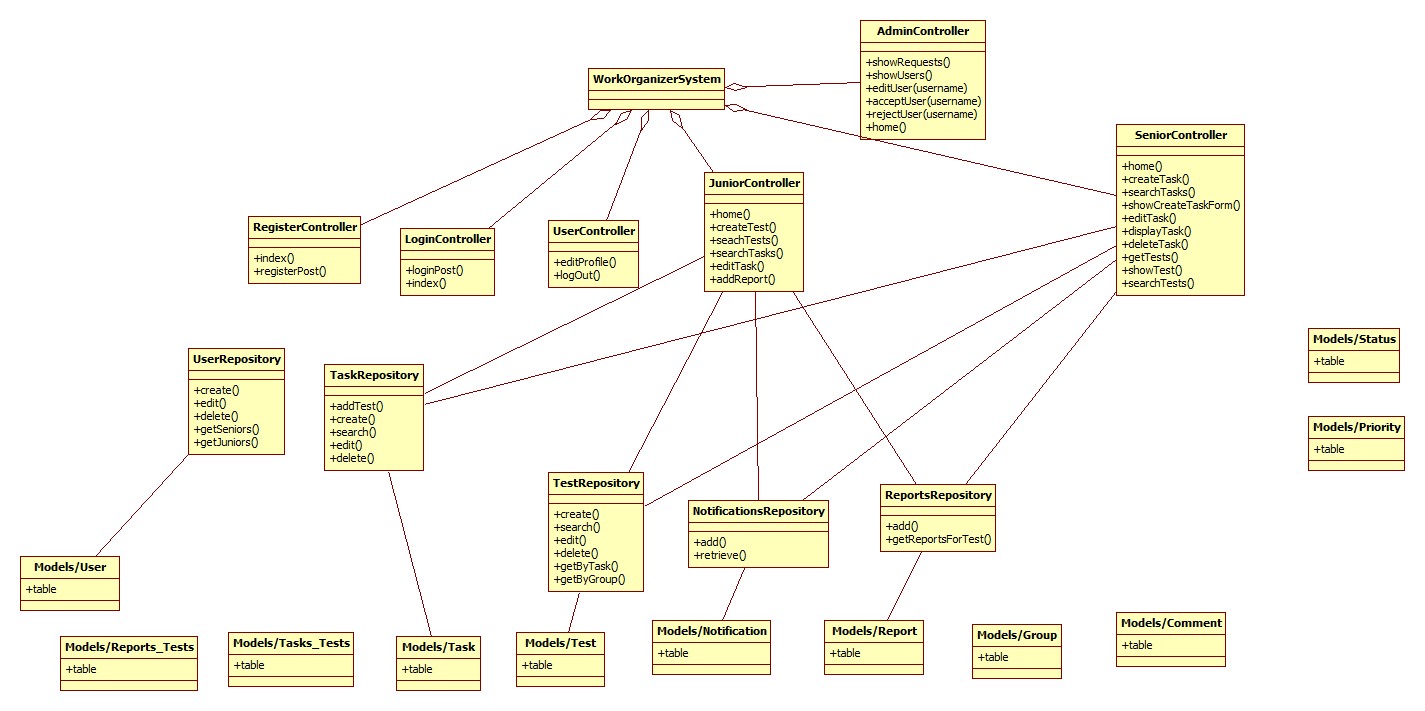 AdminController
+showRequests()
+showUsers()
+editUser(username)
+acceptUser(username)
+rejectUser(username)
+home()
WorkOrganizerSystem
SeniorController
+home()
+createTask()
+searchTasks()
+showCreateTaskForm()
+editTask()
+displayTask()
+deleteTask()
+getTests()
+showTest()
+searchTests()
JuniorController
+home()
+createTest()
+seachTests()
+searchTasks()
+editTask()
+addReport()
RegisterController
+index()
+registerPost()
LoginController
+loginPost()
+index()
UserController
+editProfile()
+logOut()
Models/Status
+table
UserRepository
+create()
+edit()
+delete()
+getSeniors()
+getJuniors()
TaskRepository
+addTest()
+create()
+search()
+edit()
+delete()
Models/Priority
+table
TestRepository
+create()
+search()
+edit()
+delete()
+getByTask()
+getByGroup()
NotificationsRepository
+add()
+retrieve()
ReportsRepository
+add()
+getReportsForTest()
Models/User
+table
Models/Reports_Tests
+table
Models/Tasks_Tests
+table
Models/Task
+table
Models/Test
+table
Models/Notification
+table
Models/Report
+table
Models/Group
+table
Models/Comment
+table